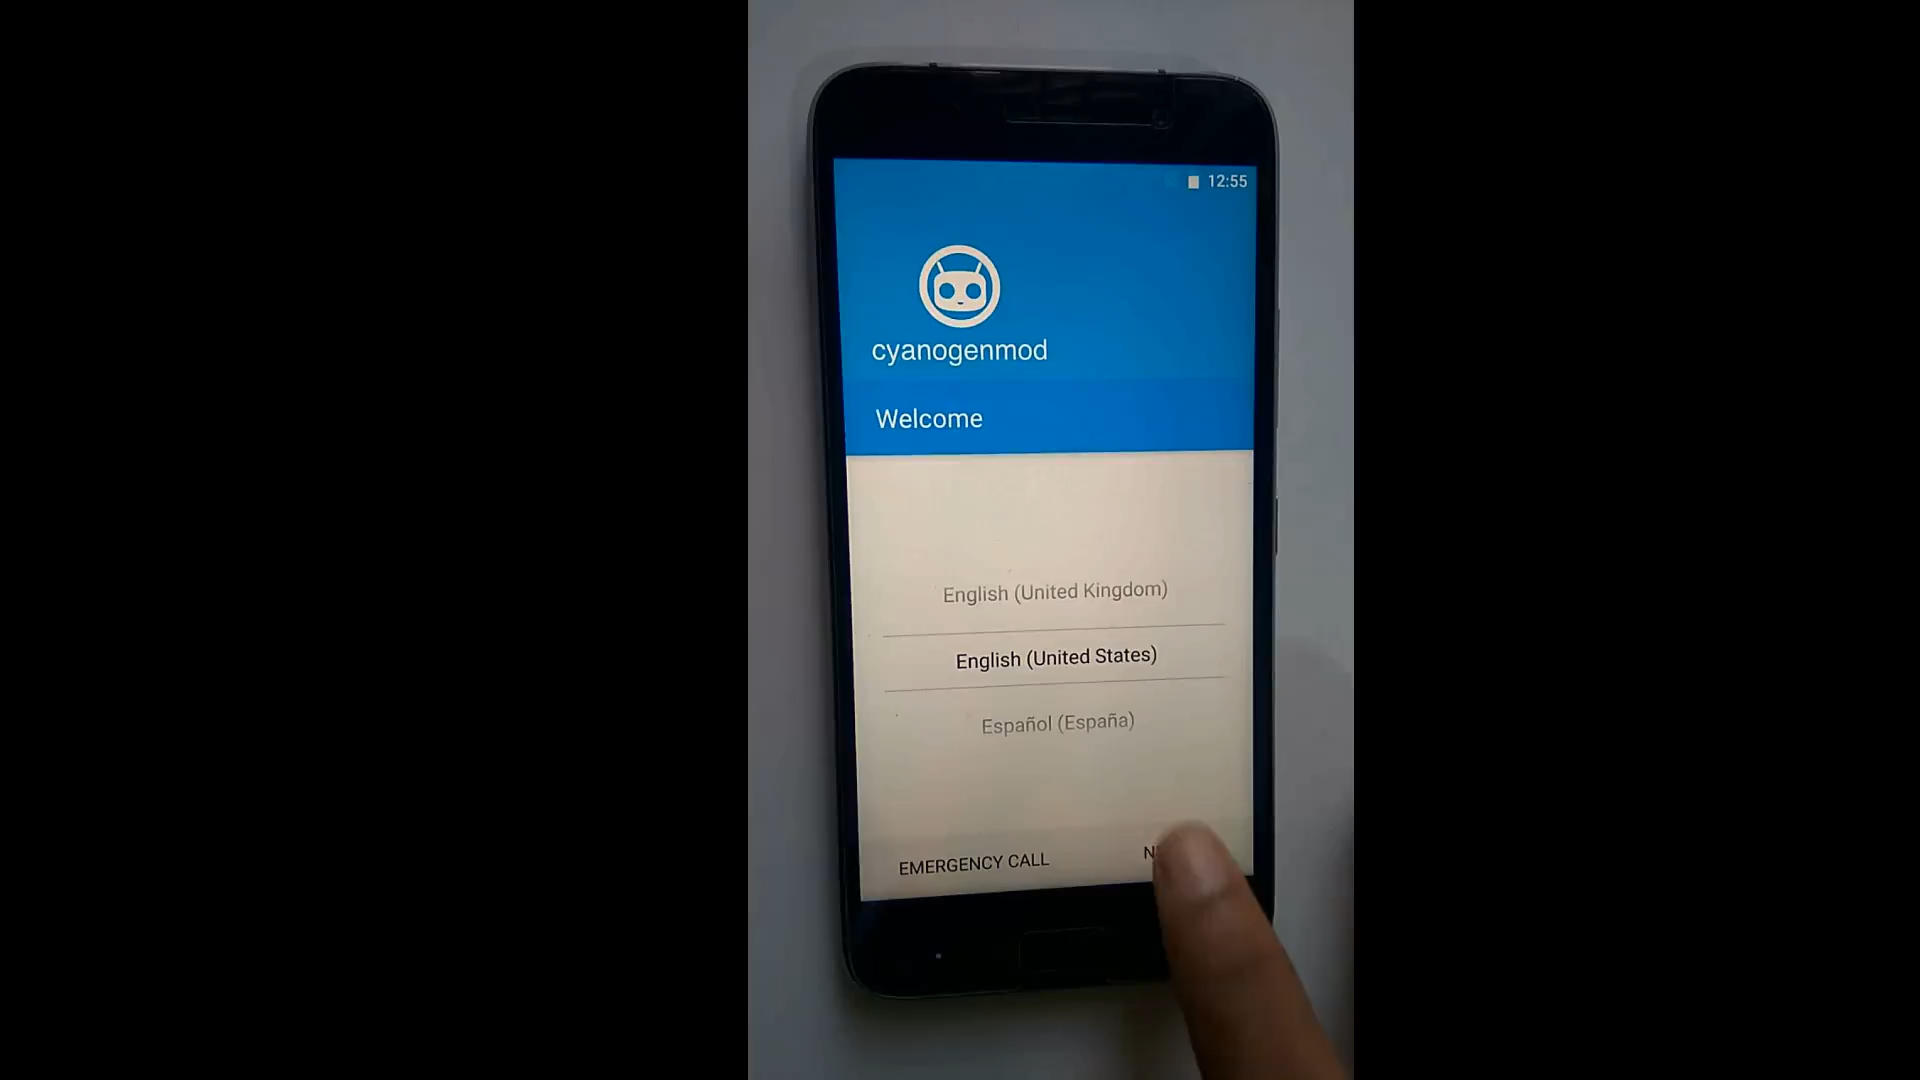 12:55
cyanogenmod
Welcome
English (United Kingdom)
English (United States)
Español (España)
EMERGENCY CALL